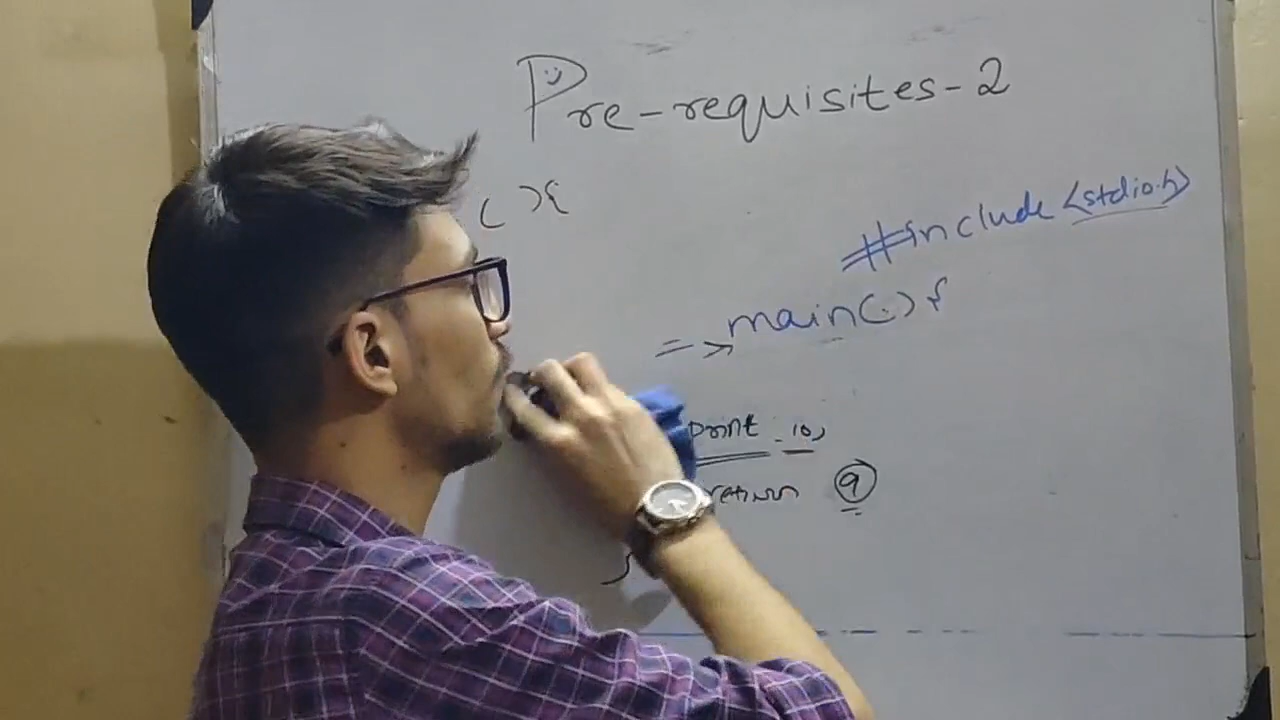 Pre-requisites-2
( ) {
#include <stdio.h>
=> main(.) {
print 10,
return 9
}